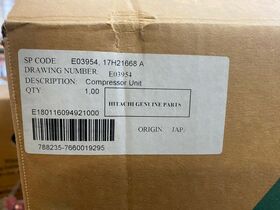 SP CODE: E03954, 17H21668 A
DRAWING NUMBER: E03954
DESCRIPTION: Compressor Unit
QTY 1.00
HITACHI GENUINE PARTS
E180116094921000
ORIGIN JAP
788235-7660019295